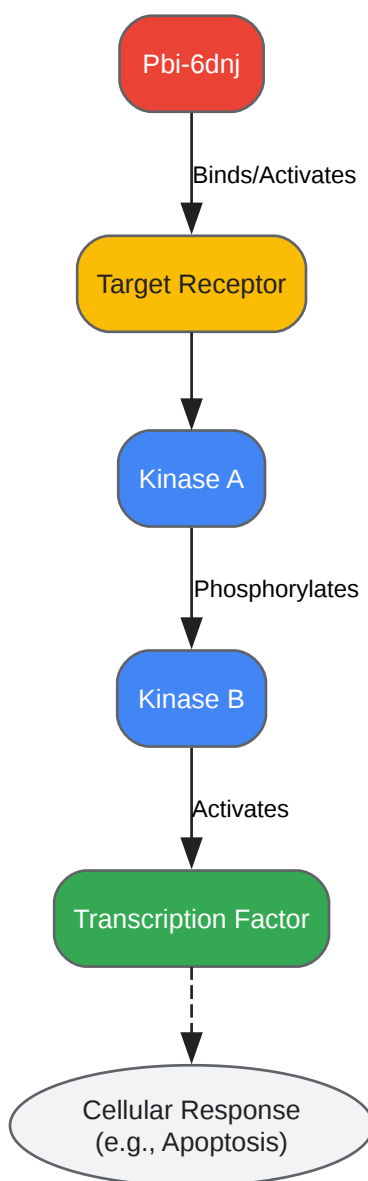 Pbi-6dnj
Binds/Activates
Target Receptor
Kinase A
Phosphorylates
Kinase B
Activates
Transcription Factor
Cellular Response
(e.g., Apoptosis)